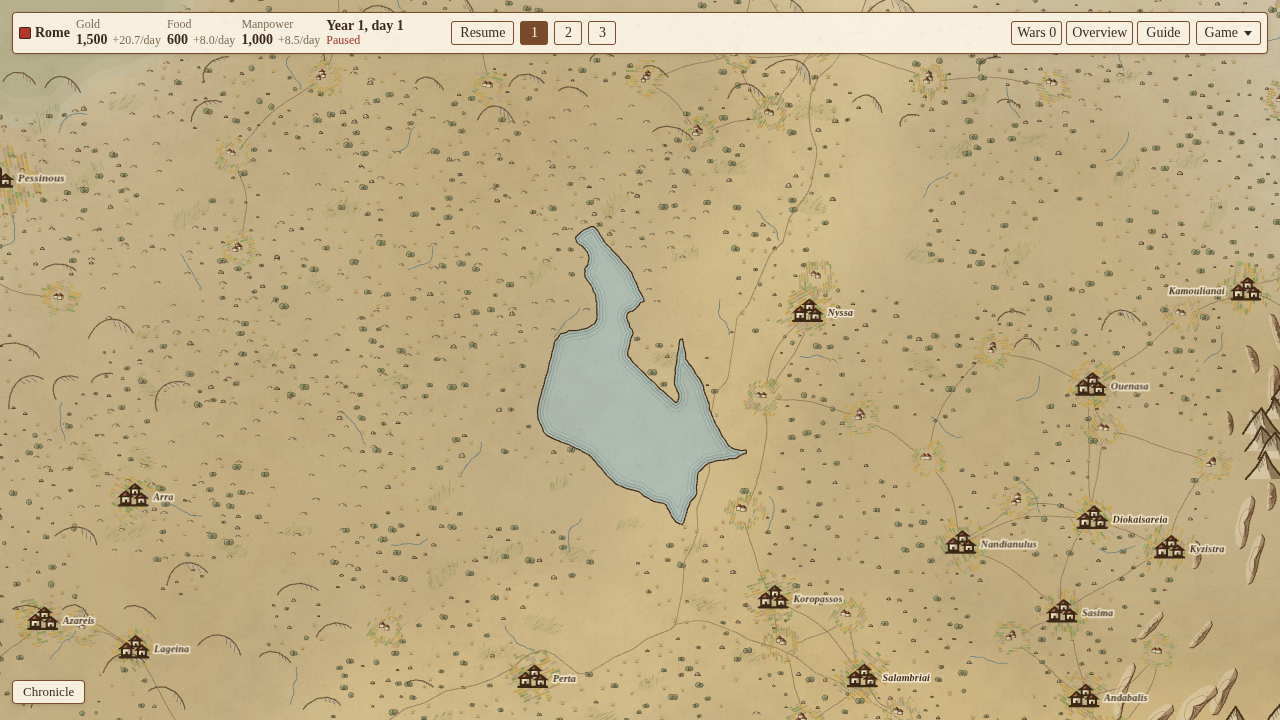 Rome
Gold
1,500 +20.7/day
Food
600 +8.0/day
Manpower
1,000 +8.5/day
Year 1, day 1
Paused
Resume
1
2
3
Wars 0
Overview
Guide
Game
Pessinous
Kamoulianai
Nyssa
Ouenasa
Arra
Diokaisareia
Nandianulus
Kyzistra
Koropassos
Sasima
Azareis
Lageina
Perta
Salambriai
Andabalis
Chronicle